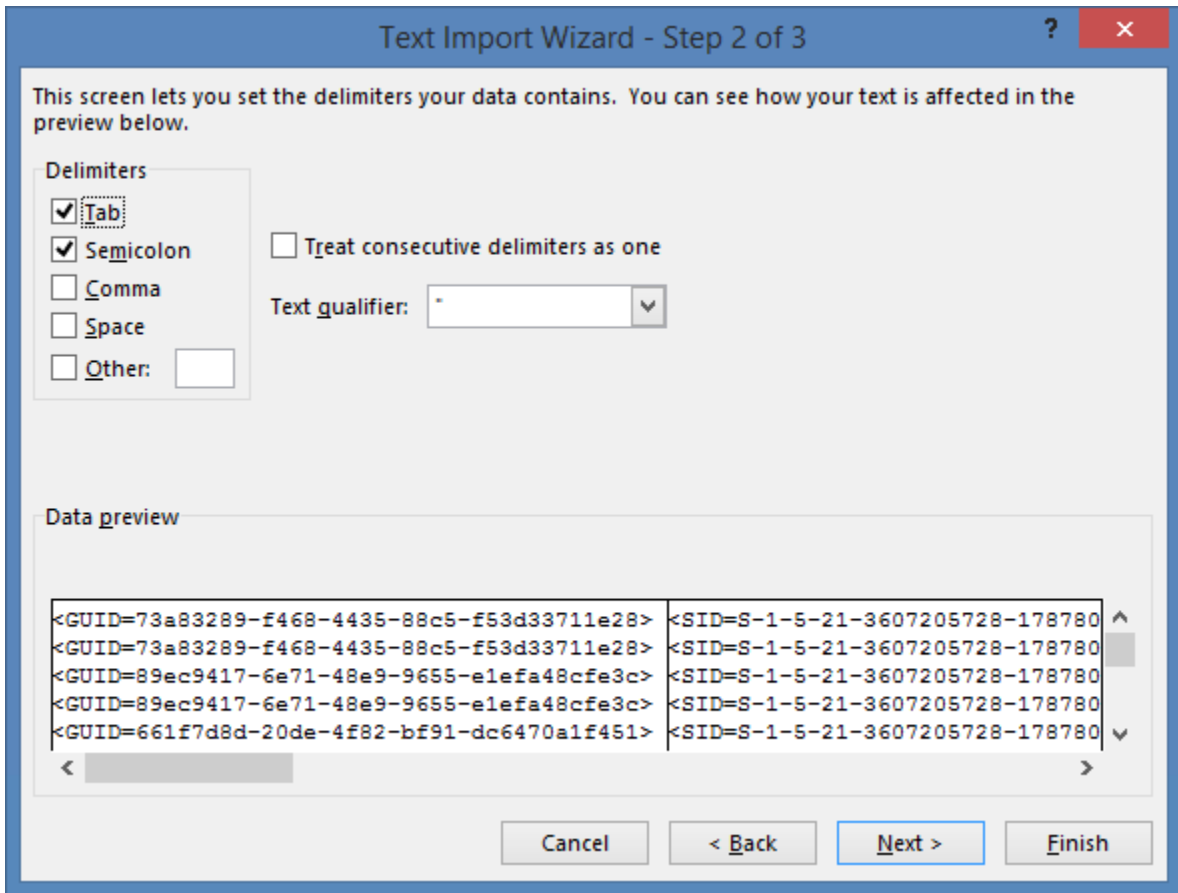 Text Import Wizard - Step 2 of 3
?
This screen lets you set the delimiters your data contains.  You can see how your text is affected in the
preview below.
Delimiters
Tab
Semicolon
Comma
Space
Other:
Treat consecutive delimiters as one
Text qualifier: "
Data preview
<GUID=73a83289-f468-4435-88c5-f53d33711e28> <SID=S-1-5-21-3607205728-178780
<GUID=73a83289-f468-4435-88c5-f53d33711e28> <SID=S-1-5-21-3607205728-178780
<GUID=89ec9417-6e71-48e9-9655-e1efa48cfe3c> <SID=S-1-5-21-3607205728-178780
<GUID=89ec9417-6e71-48e9-9655-e1efa48cfe3c> <SID=S-1-5-21-3607205728-178780
<GUID=661f7d8d-20de-4f82-bf91-dc6470a1f451> <SID=S-1-5-21-3607205728-178780
Cancel < Back Next > Finish